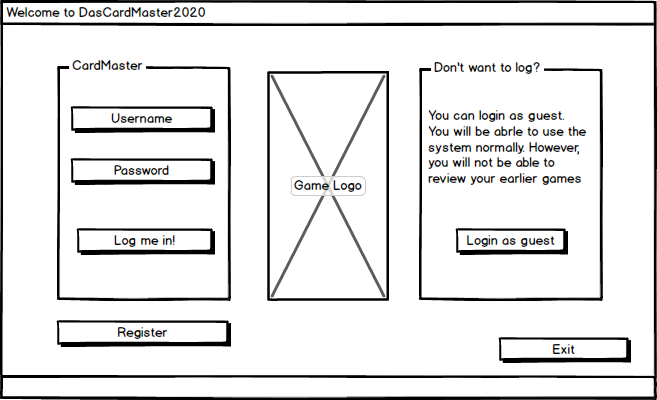 Welcome to DasCardMaster2020
CardMaster
Username
Password
Log me in!
Register
Game Logo
Don't want to log?
You can login as guest.
You will be abrle to use the
system normally. However,
you will not be able to
review your earlier games
Login as guest
Exit